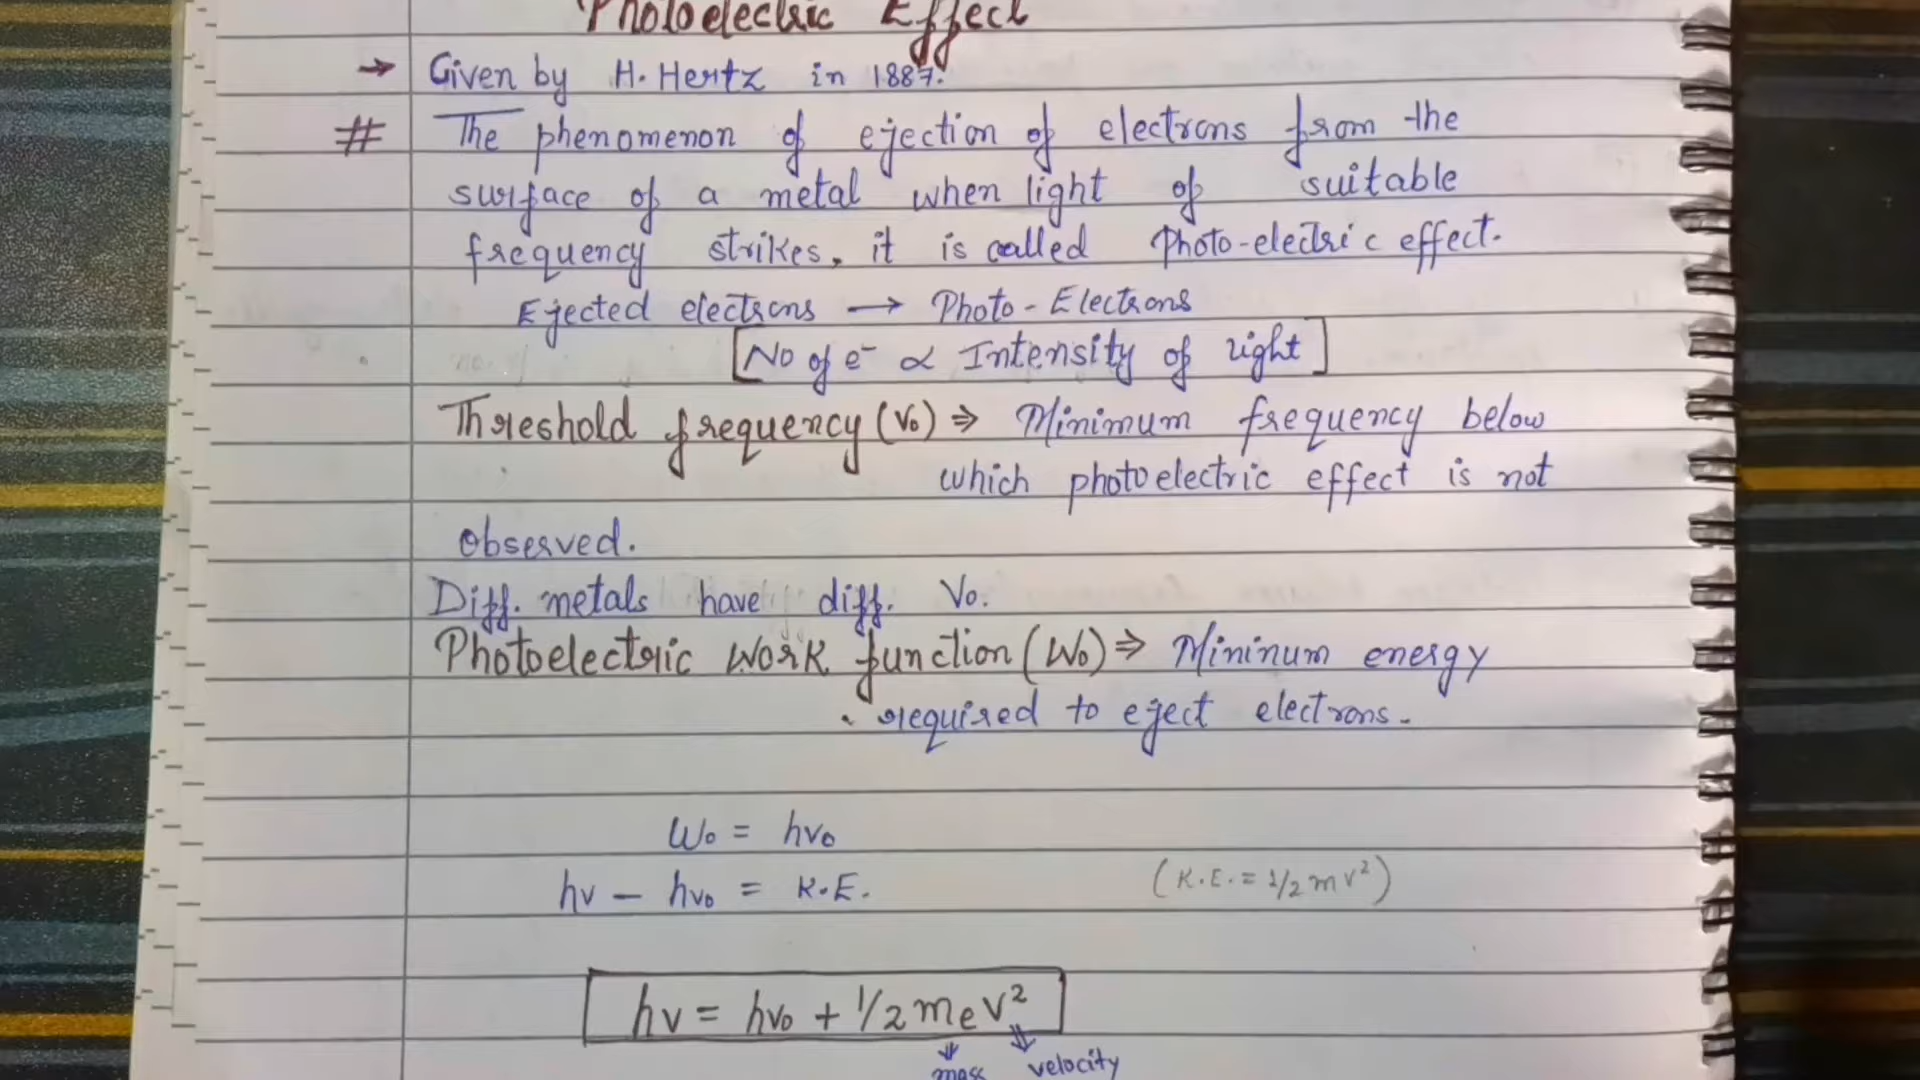 Photoelectric Effect
→ Given by H. Hertz in 1887.
# The phenomenon of ejection of electrons from the
surface of a metal when light of suitable
frequency strikes, it is called Photo-electric effect.
Ejected electrons → Photo-Electrons
[No of e⁻ ∝ Intensity of light]
Threshold frequency (ν₀) ⇒ Minimum frequency below
which photoelectric effect is not
observed.
Diff. metals have diff. ν₀.
Photoelectric Work function (W₀) ⇒ Mininum energy
required to eject electrons.
W₀ = hν₀
hν – hν₀ = K.E. (K.E. = 1/2 mv²)
hν = hν₀ + 1/2 mₑv²
mass velocity